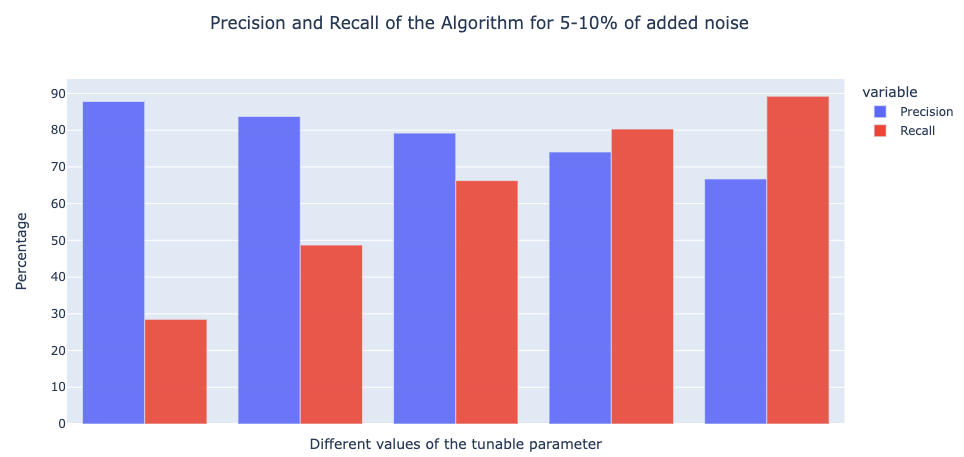 Precision and Recall of the Algorithm for 5-10% of added noise
variable
Precision
Recall
90
80
70
60
50
40
30
20
10
0
Percentage
Different values of the tunable parameter